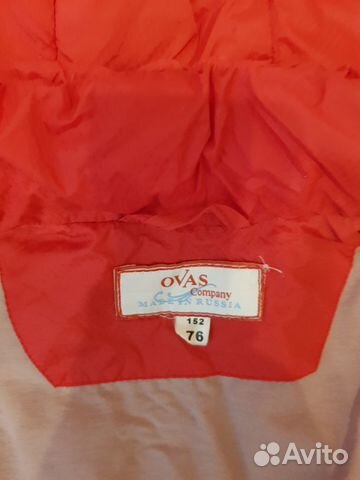 OVAS
Company
MADE IN RUSSIA
152
76
Avito